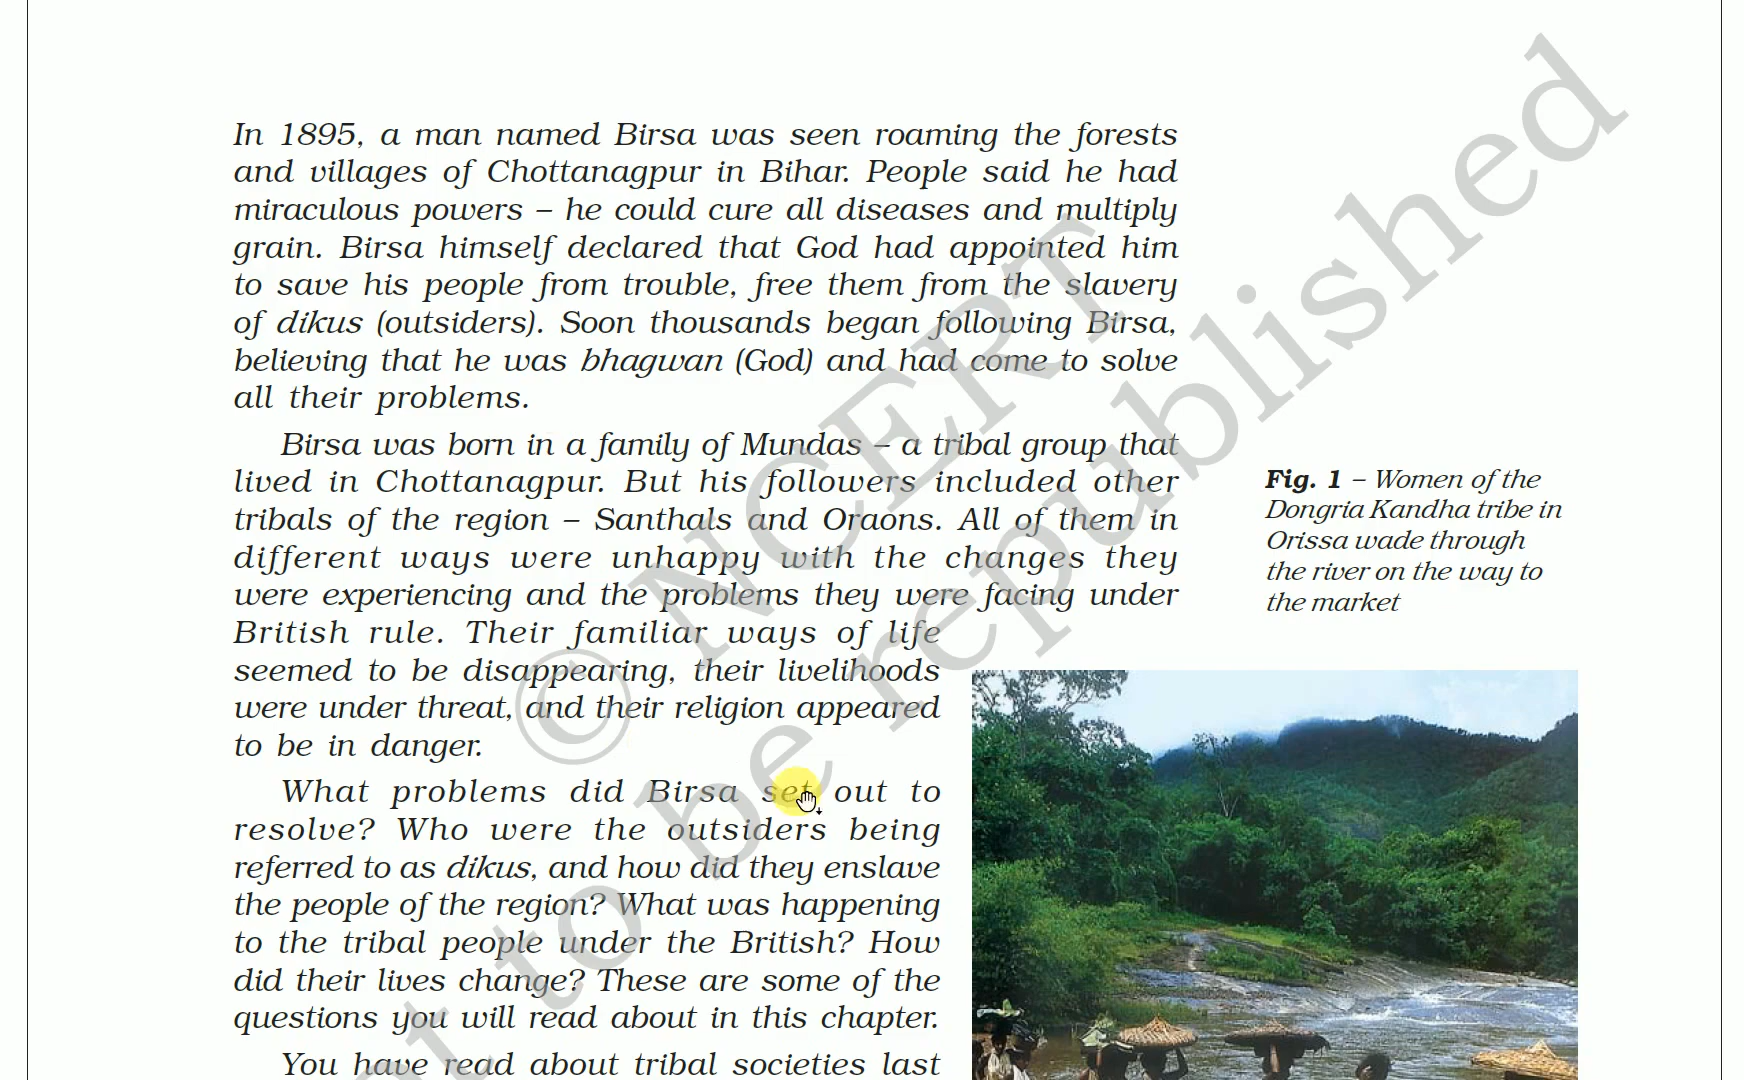 In 1895, a man named Birsa was seen roaming the forests
and villages of Chottanagpur in Bihar. People said he had
miraculous powers – he could cure all diseases and multiply
grain. Birsa himself declared that God had appointed him
to save his people from trouble, free them from the slavery
of dikus (outsiders). Soon thousands began following Birsa,
believing that he was bhagwan (God) and had come to solve
all their problems.
Birsa was born in a family of Mundas – a tribal group that
lived in Chottanagpur. But his followers included other
tribals of the region – Santhals and Oraons. All of them in
different ways were unhappy with the changes they
were experiencing and the problems they were facing under
British rule. Their familiar ways of life
seemed to be disappearing, their livelihoods
were under threat, and their religion appeared
to be in danger.
What problems did Birsa set out to
resolve? Who were the outsiders being
referred to as dikus, and how did they enslave
the people of the region? What was happening
to the tribal people under the British? How
did their lives change? These are some of the
questions you will read about in this chapter.
You have read about tribal societies last
Fig. 1 – Women of the
Dongria Kandha tribe in
Orissa wade through
the river on the way to
the market
© NCERT
to be republished